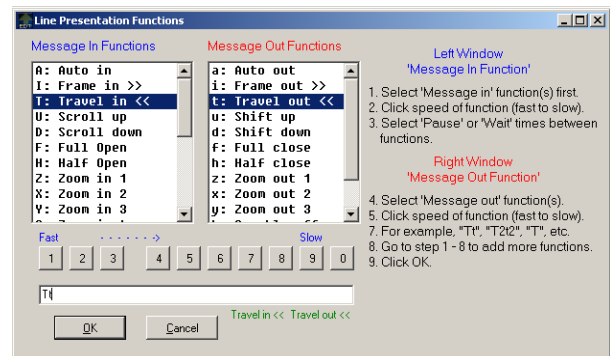 Line Presentation Functions
Message In Functions
A: Auto in
I: Frame in >>
T: Travel in <<
U: Scroll up
D: Scroll down
F: Full Open
H: Half Open
Z: Zoom in 1
X: Zoom in 2
Y: Zoom in 3
Message Out Functions
a: Auto out
i: Frame out >>
t: Travel out <<
u: Shift up
d: Shift down
f: Full close
h: Half close
z: Zoom out 1
x: Zoom out 2
y: Zoom out 3
Left Window
'Message In Function'
1. Select 'Message in' function(s) first.
2. Click speed of function (fast to slow).
3. Select 'Pause' or 'Wait' times between
functions.
Right Window
'Message Out Function'
4. Select 'Message out' function(s).
5. Click speed of function (fast to slow).
7. For example, "Tt", "T2t2", "T", etc.
8. Go to step 1 - 8 to add more functions.
9. Click OK.
Fast · · · · · · -> Slow
1 2 3 4 5 6 7 8 9 0
Tt
Travel in << Travel out <<
OK Cancel